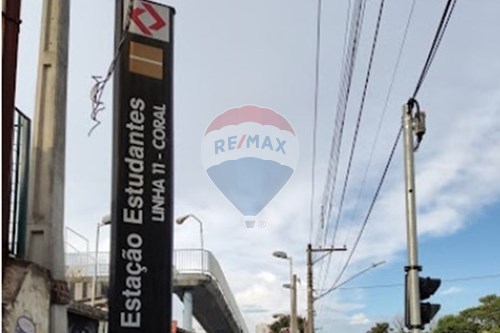 Estação Estudantes
LINHA 11 - CORAL
RE/MAX